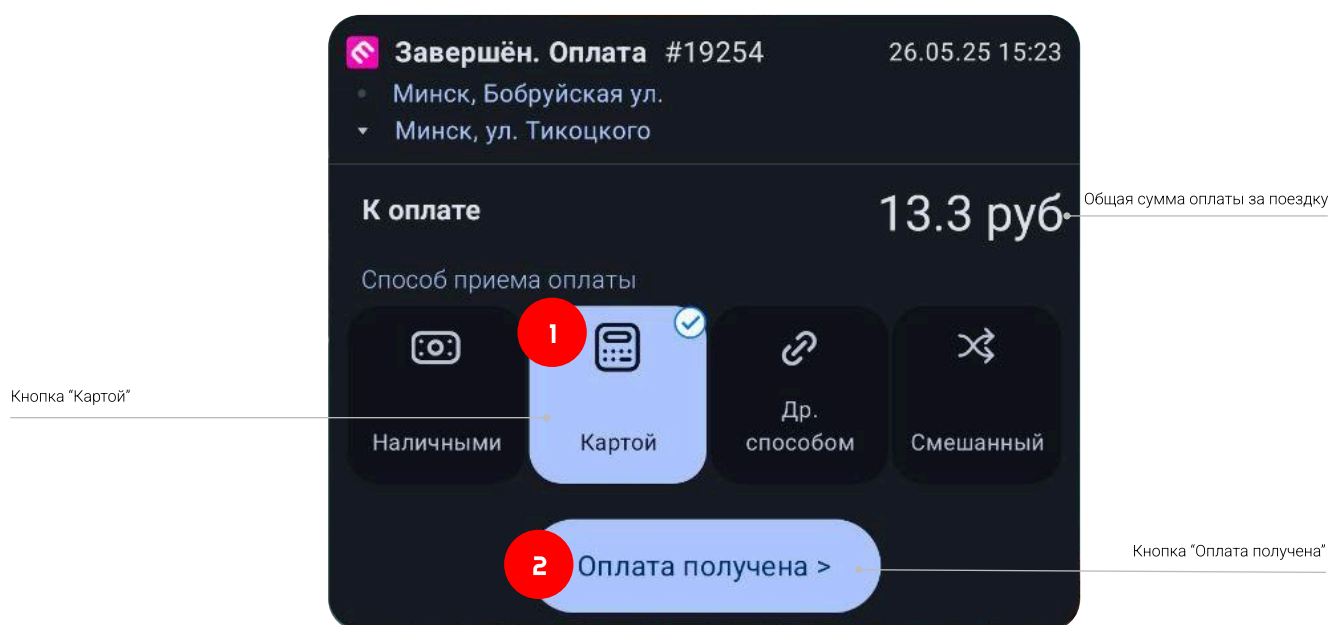 Завершён. Оплата #19254 26.05.25 15:23
Минск, Бобруйская ул.
Минск, ул. Тикоцкого
К оплате 13.3 руб
Общая сумма оплаты за поездку
Способ приема оплаты
1
Кнопка “Картой”
Наличными
Картой
Др.
способом
Смешанный
2
Оплата получена >
Кнопка “Оплата получена”